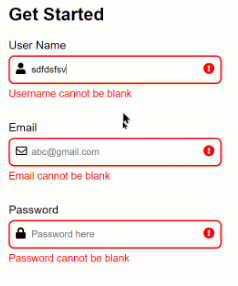 Get Started
User Name
sdfdsfsv
Username cannot be blank
Email
abc@gmail.com
Email cannot be blank
Password
Password here
Password cannot be blank